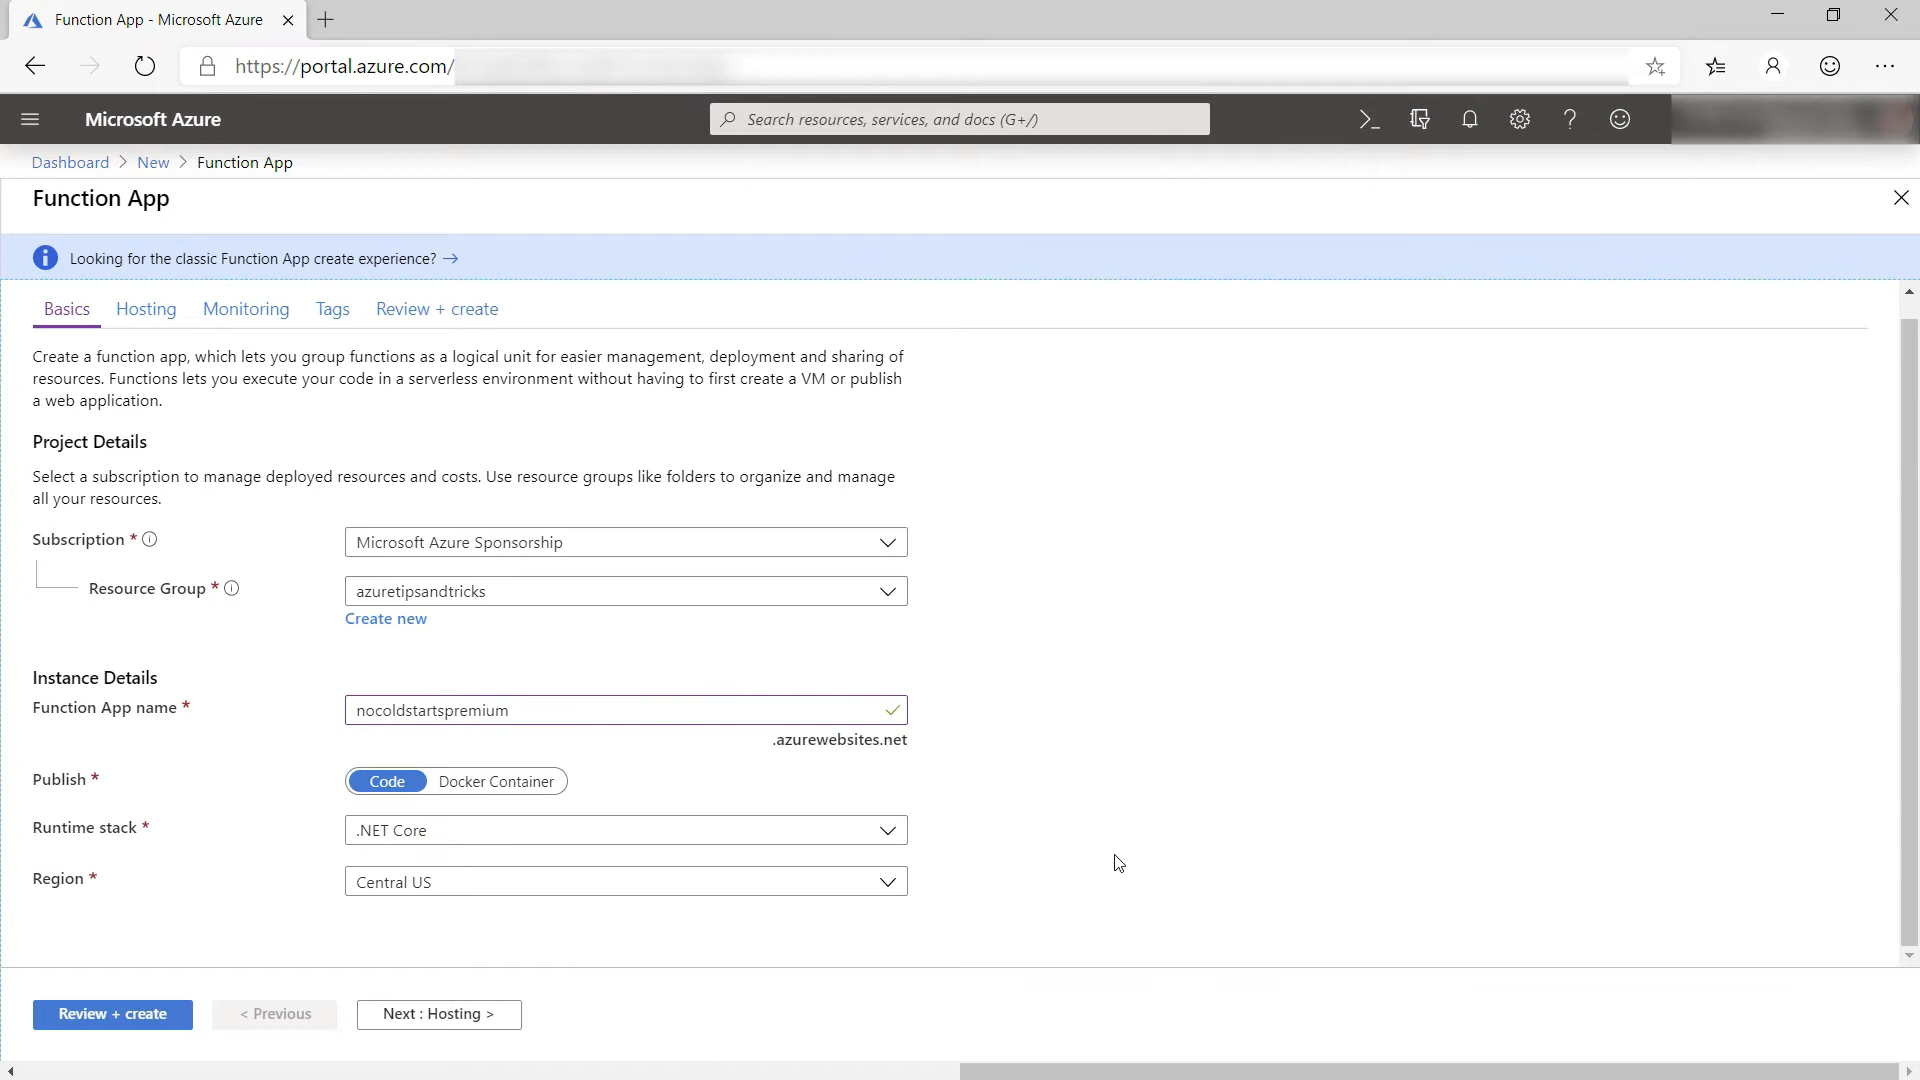 Function App - Microsoft Azure
https://portal.azure.com/
Microsoft Azure
Search resources, services, and docs (G+/)
Dashboard > New > Function App
Function App
Looking for the classic Function App create experience? →
Basics Hosting Monitoring Tags Review + create
Create a function app, which lets you group functions as a logical unit for easier management, deployment and sharing of
resources. Functions lets you execute your code in a serverless environment without having to first create a VM or publish
a web application.
Project Details
Select a subscription to manage deployed resources and costs. Use resource groups like folders to organize and manage
all your resources.
Subscription * Microsoft Azure Sponsorship
Resource Group * azuretipsandtricks
Create new
Instance Details
Function App name * nocoldstartspremium
.azurewebsites.net
Publish * Code Docker Container
Runtime stack * .NET Core
Region * Central US
Review + create < Previous Next : Hosting >